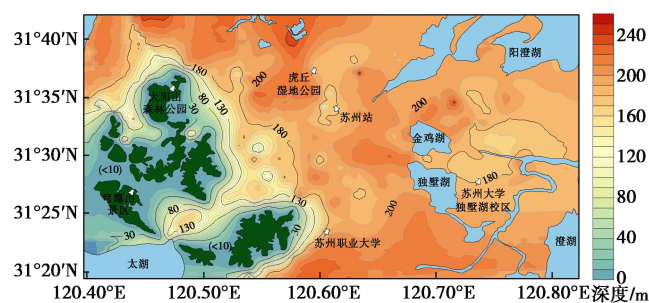 31°40′N
31°35′N
31°30′N
31°25′N
31°20′N
120.40°E
120.50°E
120.60°E
120.70°E
120.80°E
240
200
160
120
80
40
0
深度/m
180
200
虎丘
湿地公园
阳澄湖
大阳山
森林公园
80
130
30
苏州站
200
180
金鸡湖
(<10)
独墅湖
180
苏州大学
独墅湖校区
穹窿山
景区
80
130
200
130
30
(<10)
30
苏州职业大学
太湖
澄湖